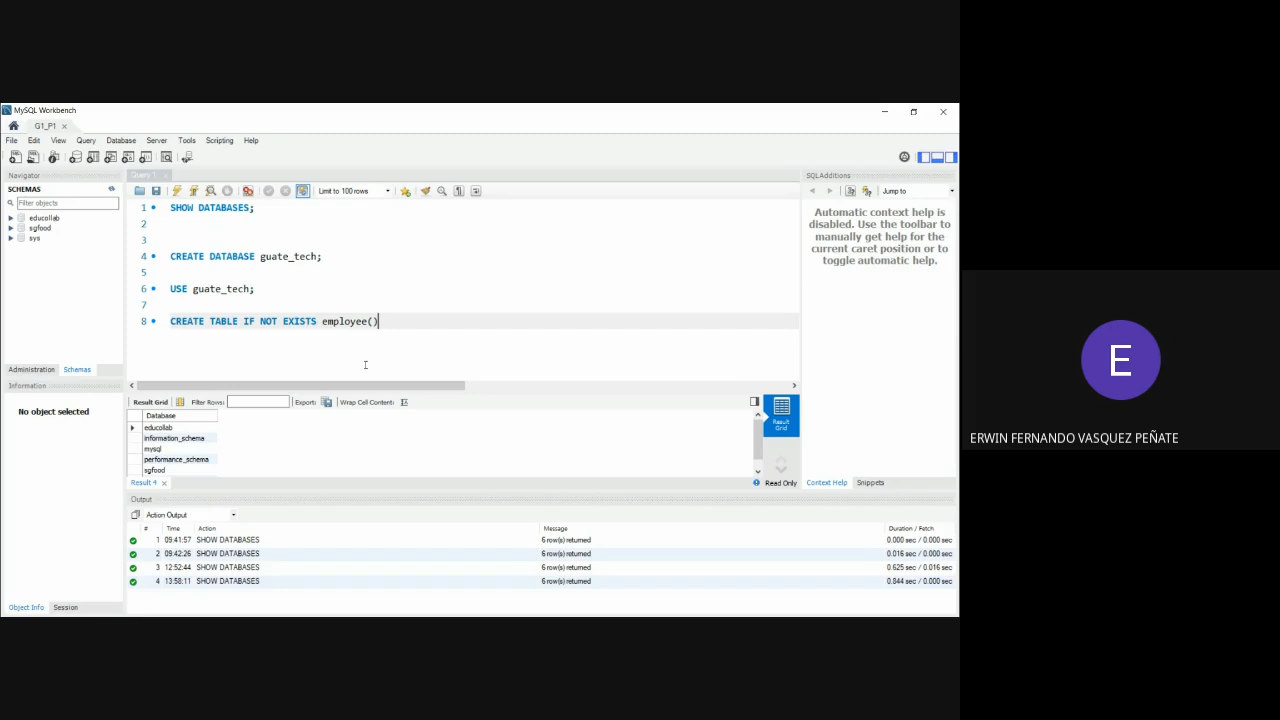 MySQL Workbench
G1_P1
File Edit View Query Database Server Tools Scripting Help
Navigator
SCHEMAS
Filter objects
educollab
sgfood
sys
Administration Schemas
Information
No object selected
Object Info Session
Query 1
Limit to 100 rows
1 SHOW DATABASES;
2
3
4 CREATE DATABASE guate_tech;
5
6 USE guate_tech;
7
8 CREATE TABLE IF NOT EXISTS employee()
Result Grid Filter Rows: Export: Wrap Cell Content:
Database
educollab
information_schema
mysql
performance_schema
sgfood
Result Grid
Result 4
Read Only
Output
Action Output
# Time Action Message Duration / Fetch
1 09:41:57 SHOW DATABASES 6 row(s) returned 0.000 sec / 0.000 sec
2 09:42:26 SHOW DATABASES 6 row(s) returned 0.016 sec / 0.000 sec
3 12:52:44 SHOW DATABASES 6 row(s) returned 0.625 sec / 0.016 sec
4 13:58:11 SHOW DATABASES 6 row(s) returned 0.844 sec / 0.000 sec
SQLAdditions
Jump to
Automatic context help is
disabled. Use the toolbar to
manually get help for the
current caret position or to
toggle automatic help.
Context Help Snippets
E
ERWIN FERNANDO VASQUEZ PEÑATE